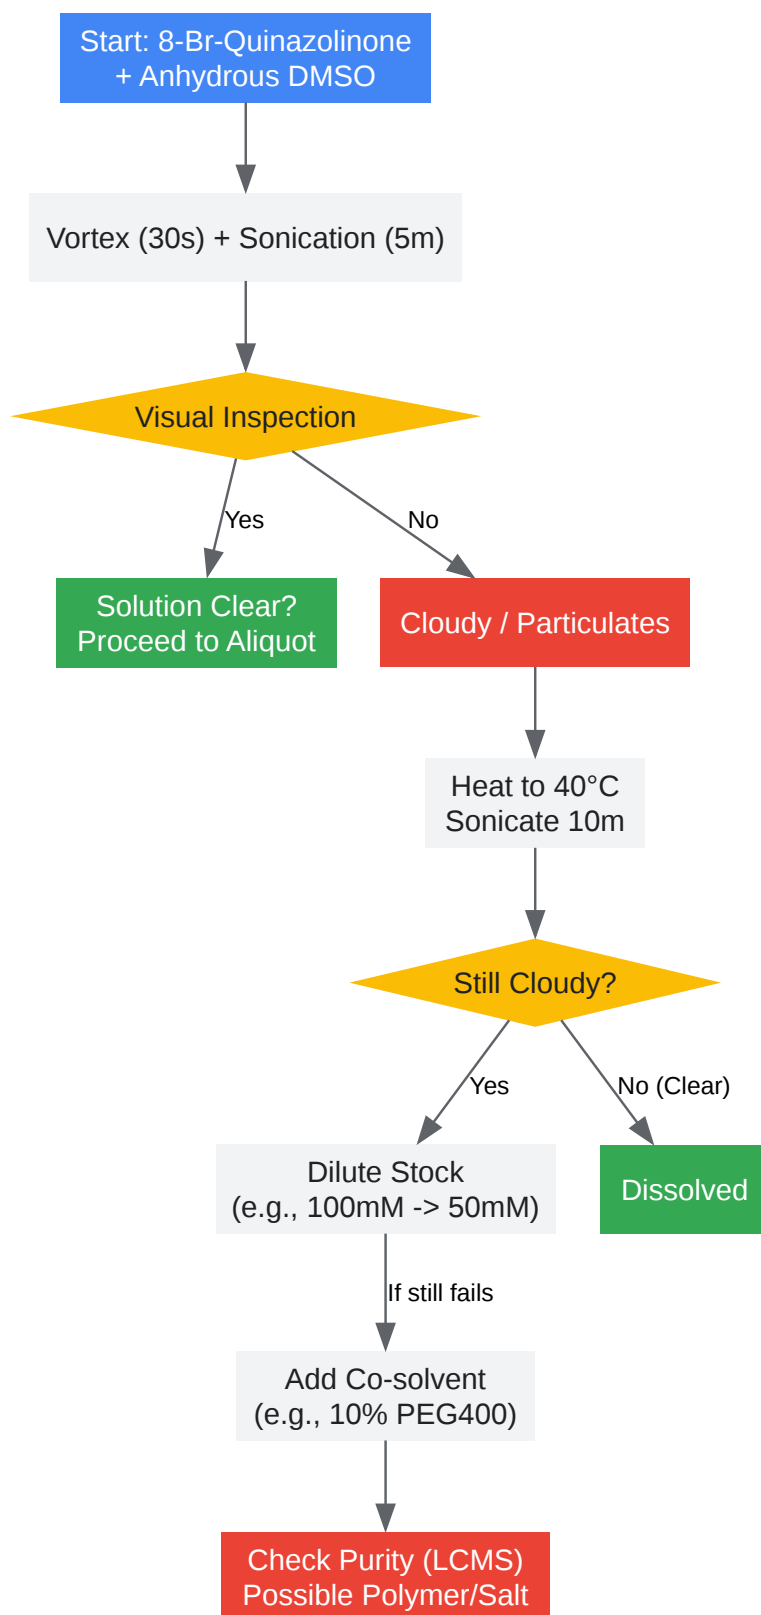 Start: 8-Br-Quinazolinone
+ Anhydrous DMSO
Vortex (30s) + Sonication (5m)
Visual Inspection
Yes
No
Solution Clear?
Proceed to Aliquot
Cloudy / Particulates
Heat to 40°C
Sonicate 10m
Still Cloudy?
Yes
No (Clear)
Dilute Stock
(e.g., 100mM -> 50mM)
Dissolved
If still fails
Add Co-solvent
(e.g., 10% PEG400)
Check Purity (LCMS)
Possible Polymer/Salt